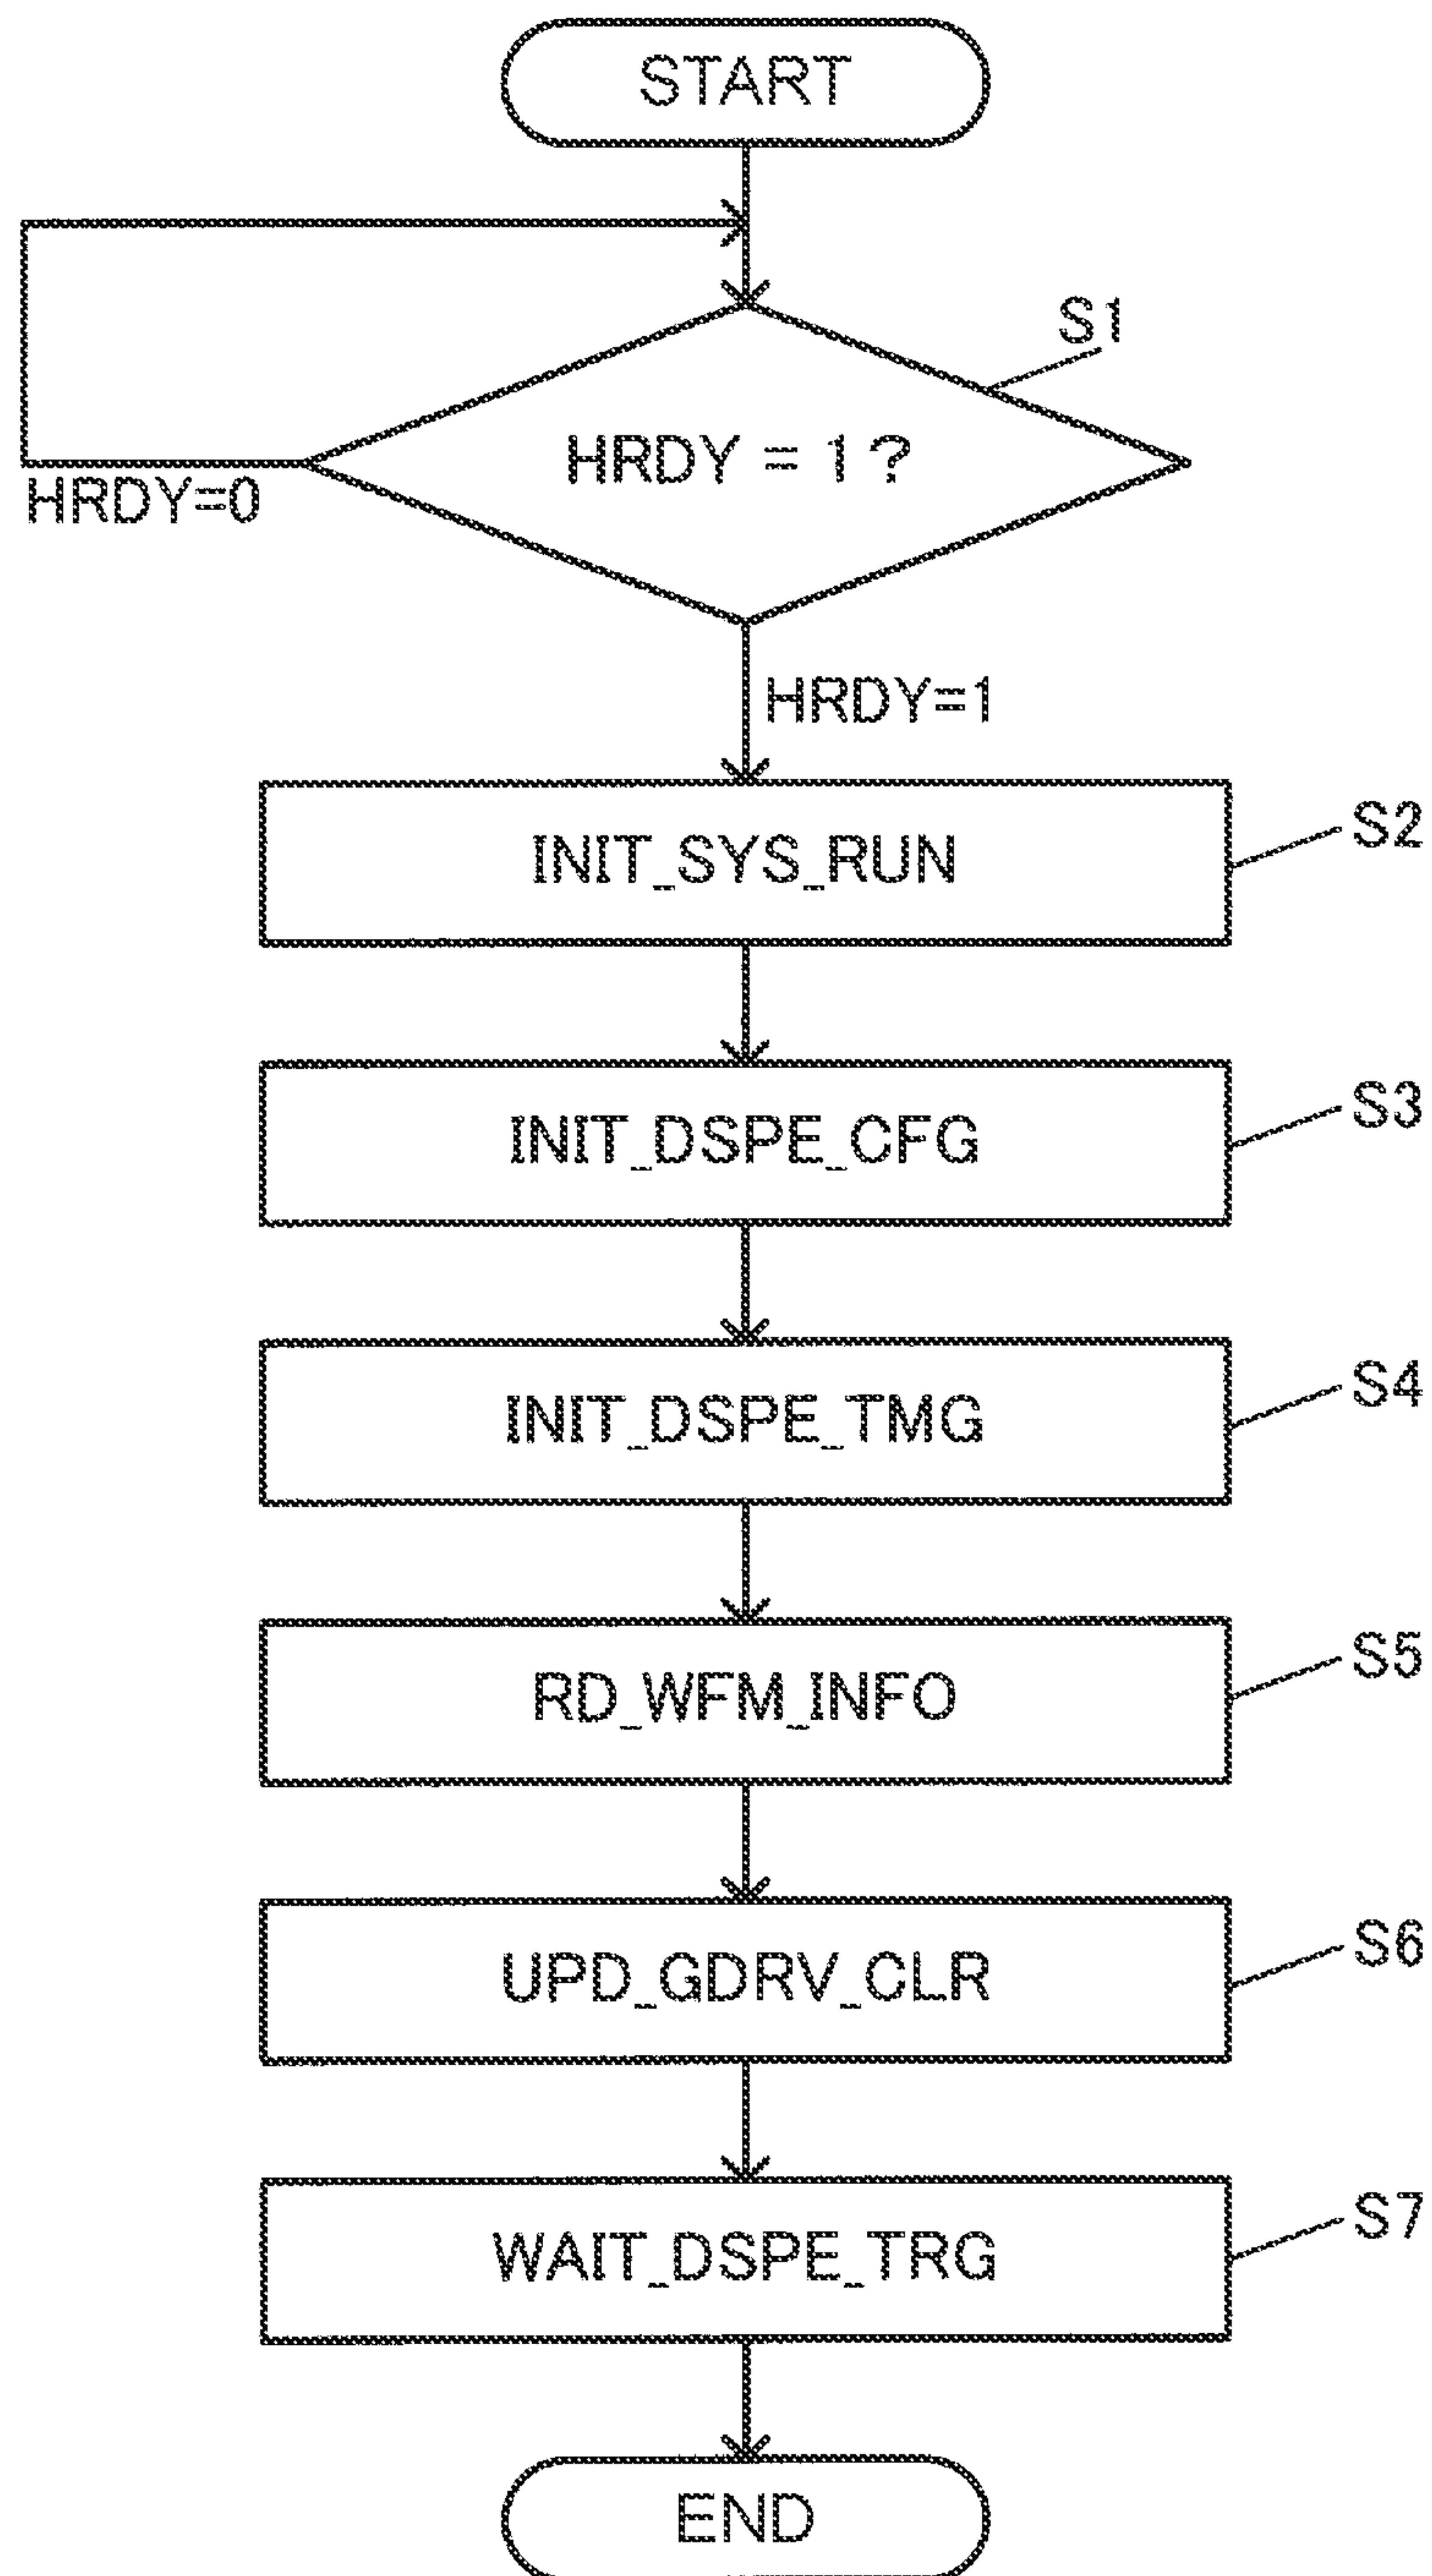 START
S1
HRDY = 1 ?
HRDY=0
HRDY=1
INIT_SYS_RUN
S2
INIT_DSPE_CFG
S3
INIT_DSPE_TMG
S4
RD_WFM_INFO
S5
UPD_GDRV_CLR
S6
WAIT_DSPE_TRG
S7
END